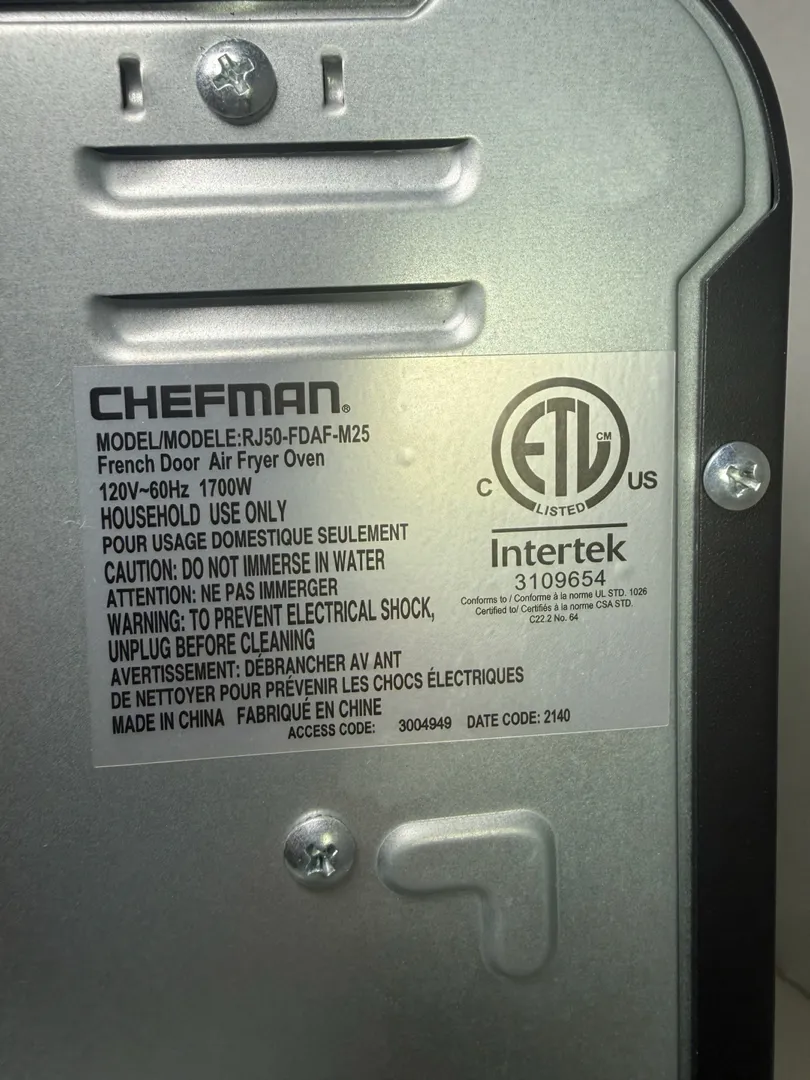 CHEFMAN®
MODEL/MODELE:RJ50-FDAF-M25
French Door Air Fryer Oven
120V~60Hz 1700W
HOUSEHOLD USE ONLY
POUR USAGE DOMESTIQUE SEULEMENT
CAUTION: DO NOT IMMERSE IN WATER
ATTENTION: NE PAS IMMERGER
WARNING: TO PREVENT ELECTRICAL SHOCK,
UNPLUG BEFORE CLEANING
AVERTISSEMENT: DÉBRANCHER AV ANT
DE NETTOYER POUR PRÉVENIR LES CHOCS ÉLECTRIQUES
MADE IN CHINA FABRIQUÉ EN CHINE
ACCESS CODE: 3004949 DATE CODE: 2140
ETL CM
C US
LISTED
Intertek
3109654
Conforms to / Conforme à la norme UL STD. 1026
Certified to/ Certifiés à la norme CSA STD.
C22.2 No. 64